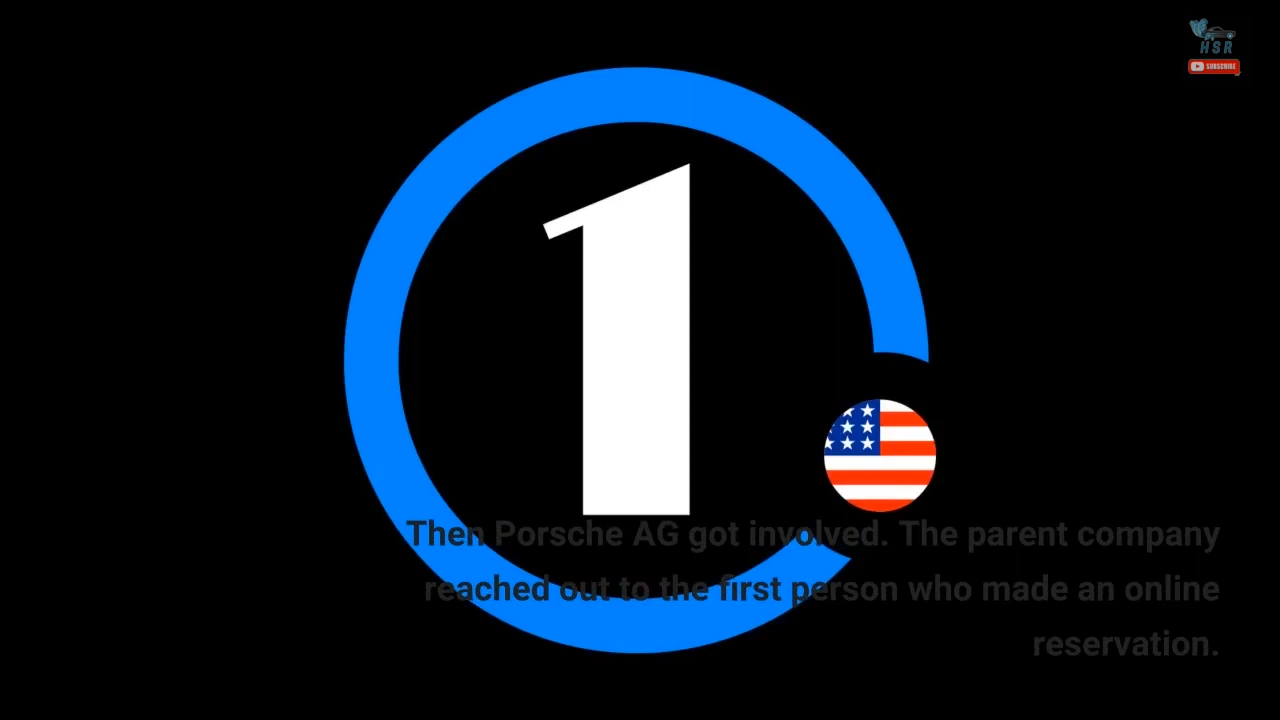 HSR
SUBSCRIBE
1
Then Porsche AG got involved. The parent company
reached out to the first person who made an online
reservation.